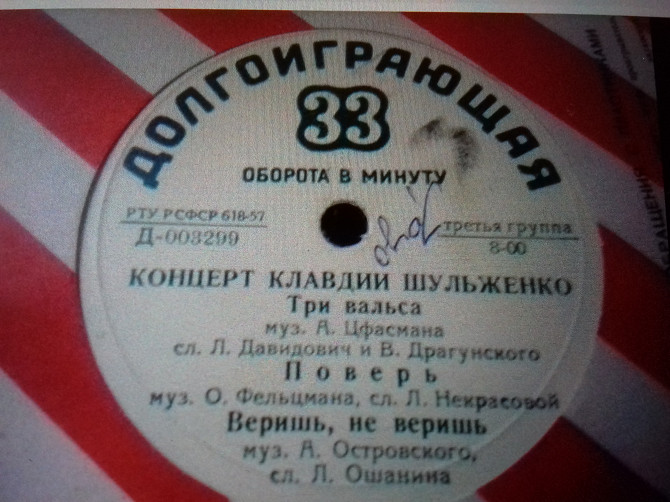 ДОЛГОИГРАЮЩАЯ
33
ОБОРОТА В МИНУТУ
РТУ РСФСР 618-57
Д-003299
третья группа
8-00
КОНЦЕРТ КЛАВДИИ ШУЛЬЖЕНКО
Три вальса
муз. А. Цфасмана
сл. Л. Давидович и В. Драгунского
Поверь
муз. О. Фельцмана, сл. Л. Некрасовой
Веришь, не веришь
муз. А. Островского,
сл. Л. Ошанина